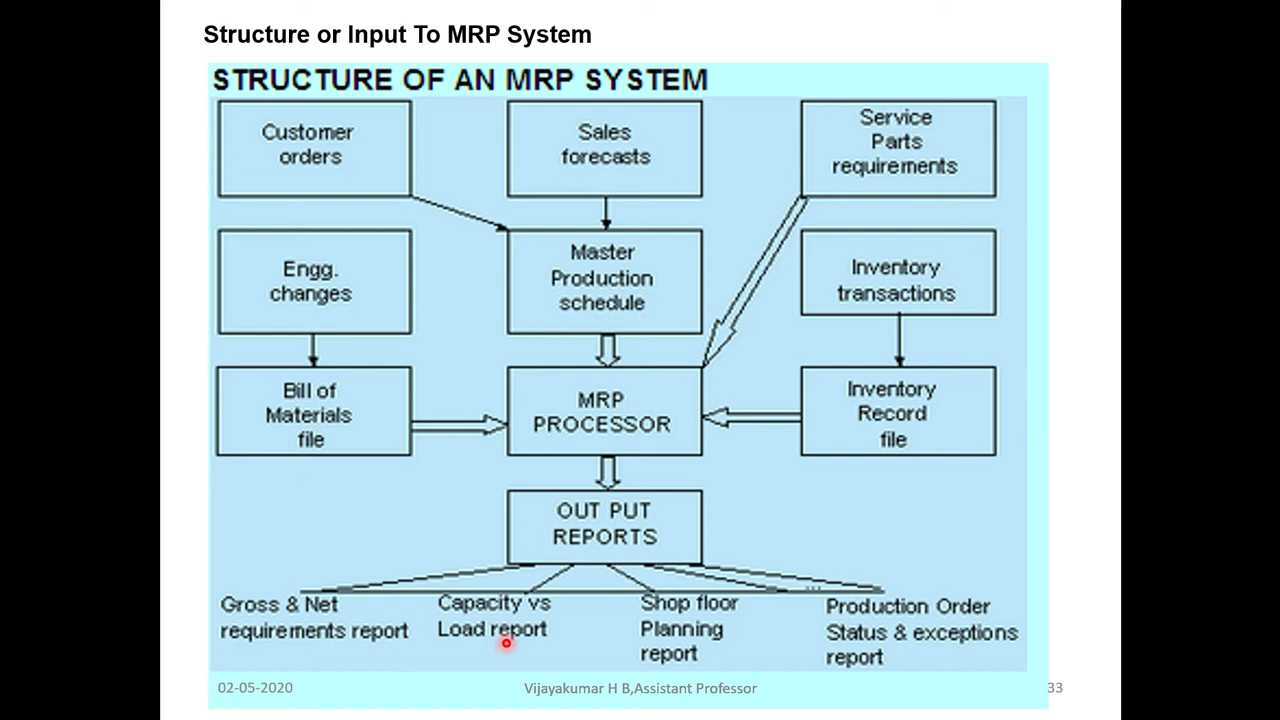 Structure or Input To MRP System
STRUCTURE OF AN MRP SYSTEM
Customer
orders
Sales
forecasts
Service
Parts
requirements
Engg.
changes
Master
Production
schedule
Inventory
transactions
Bill of
Materials
file
MRP
PROCESSOR
Inventory
Record
file
OUT PUT
REPORTS
Gross & Net
requirements report
Capacity vs
Load report
Shop floor
Planning
report
...
Production Order
Status & exceptions
report
02-05-2020
Vijayakumar H B,Assistant Professor
33